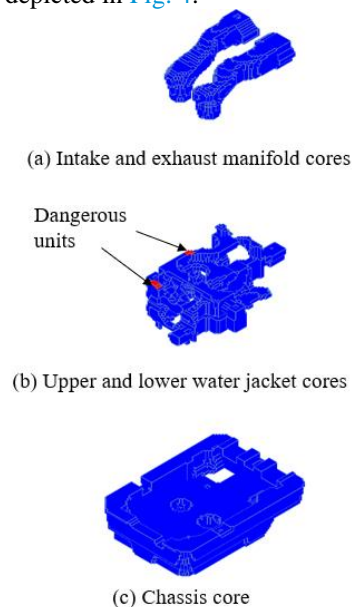 depicted in Fig. 4.
(a) Intake and exhaust manifold cores
Dangerous
units
(b) Upper and lower water jacket cores
(c) Chassis core